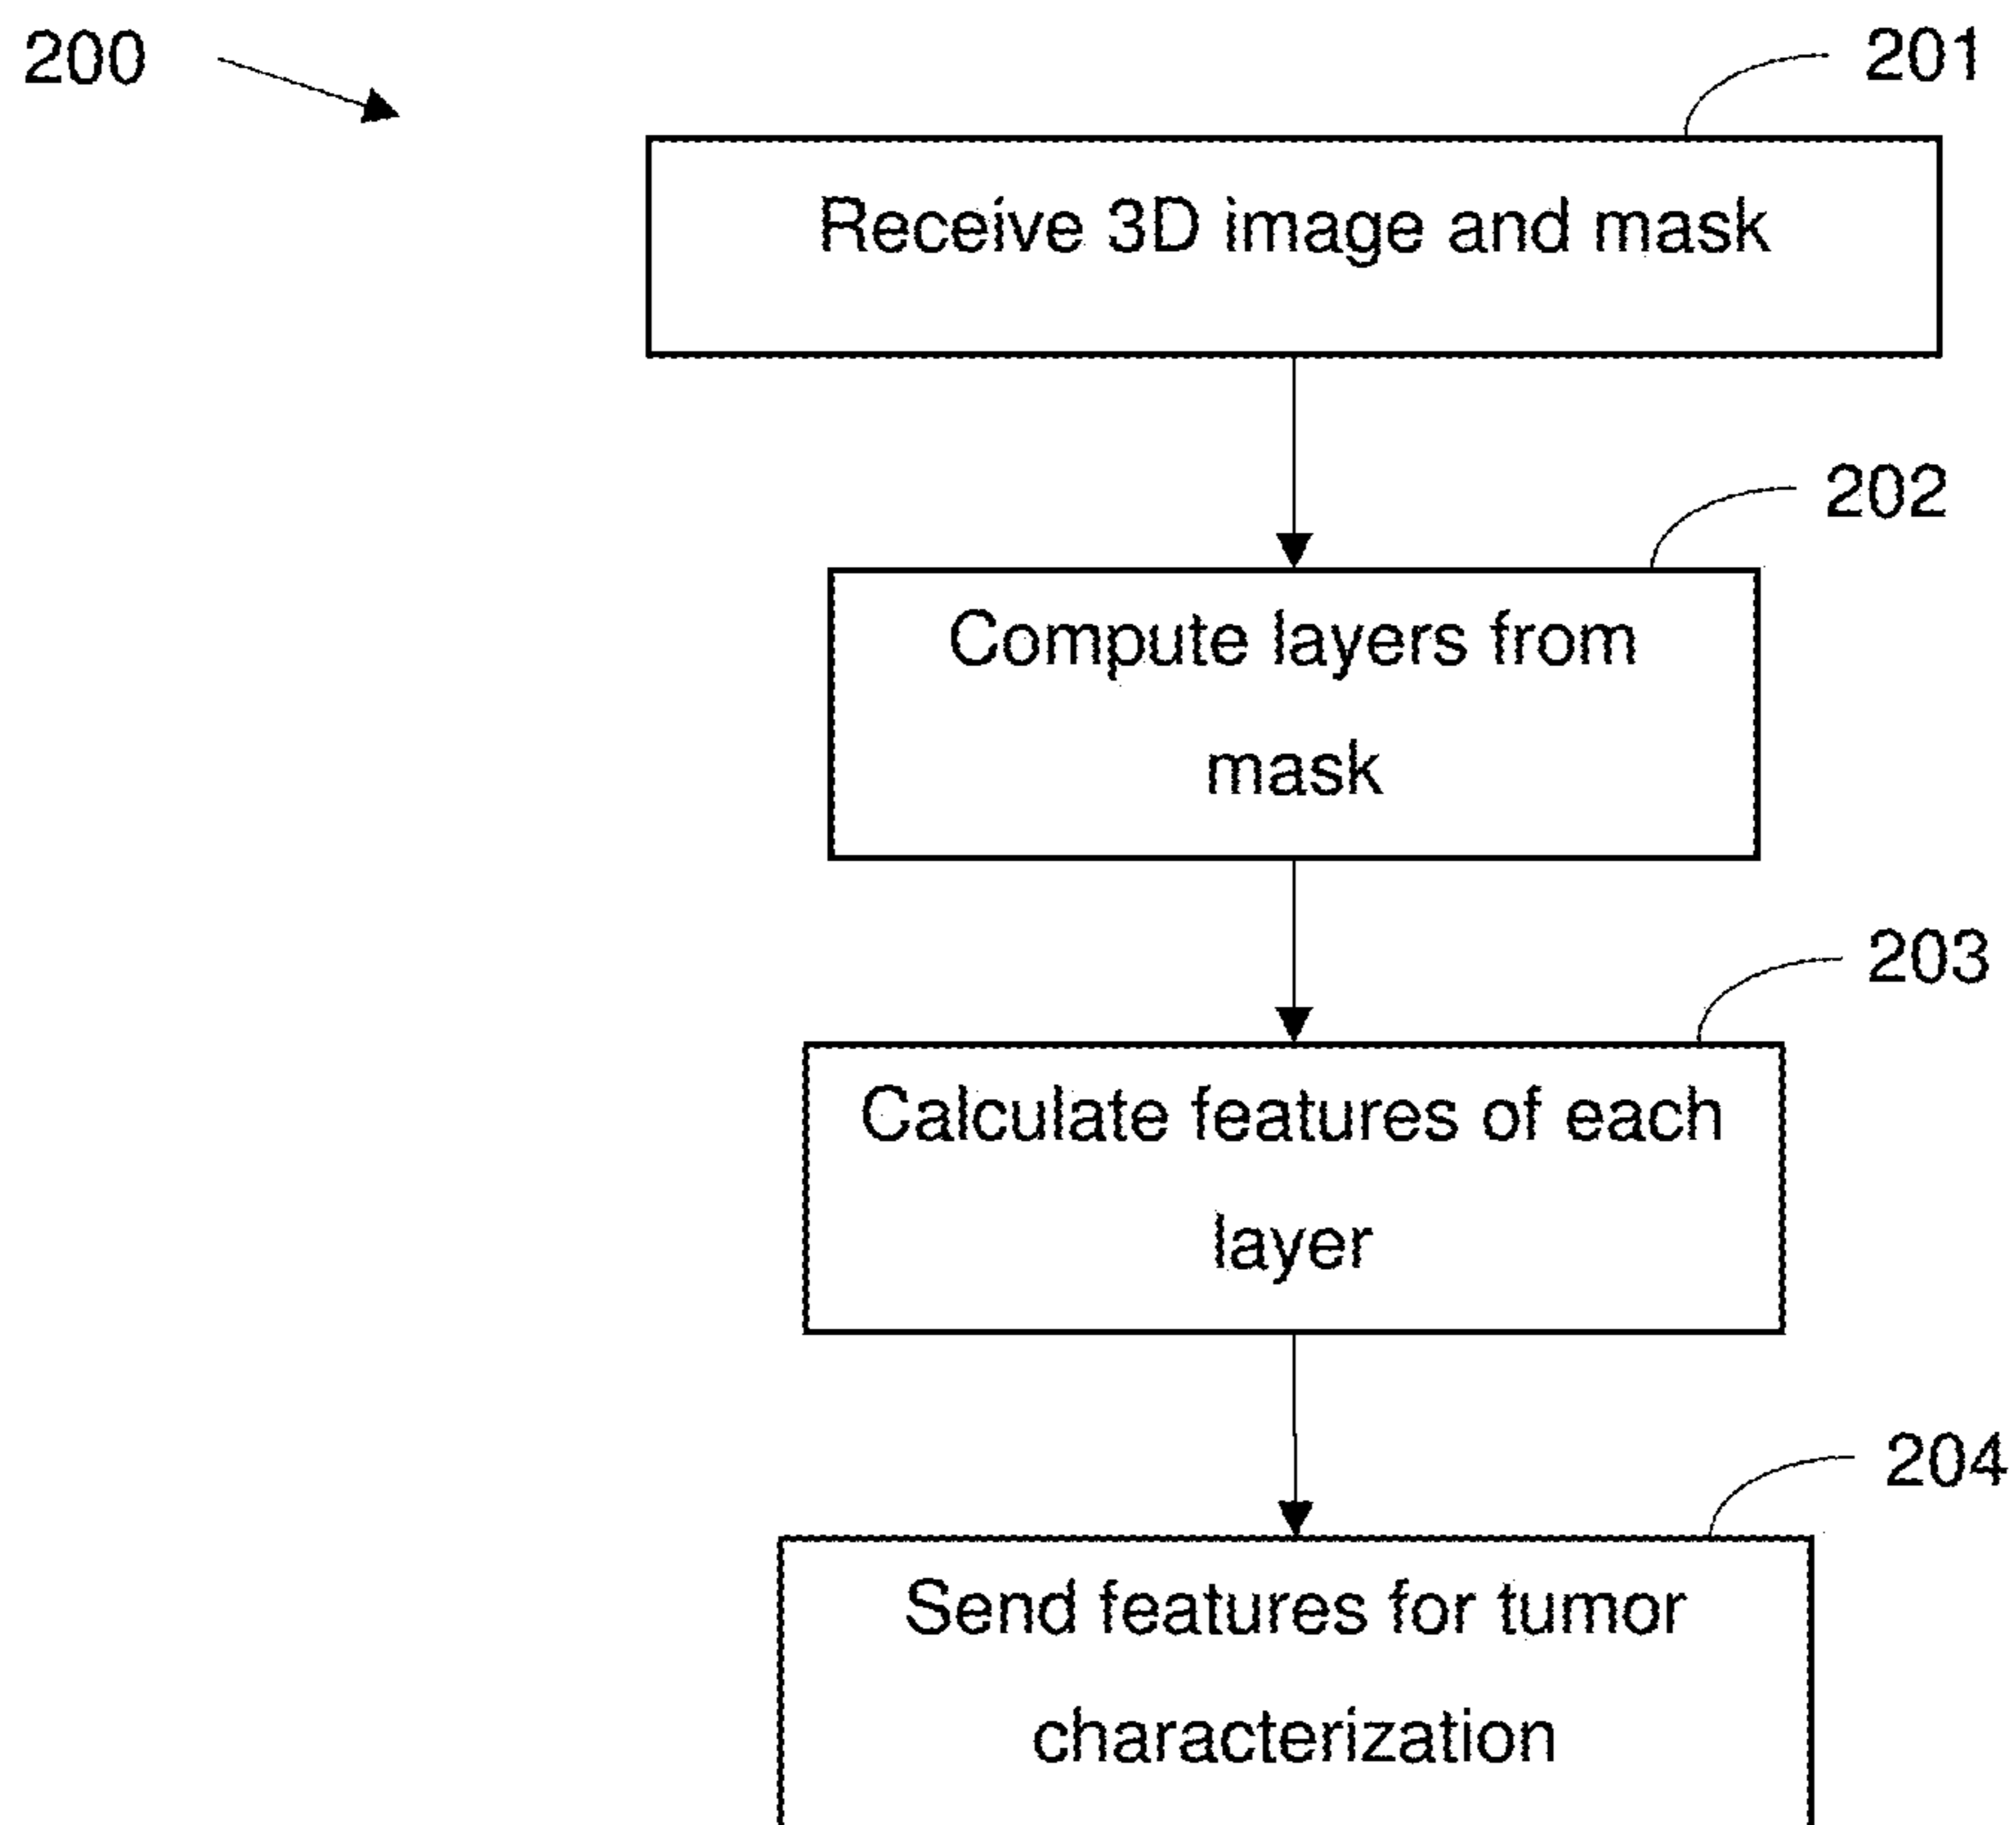 200
201
Receive 3D image and mask
202
Compute layers from
mask
203
Calculate features of each
layer
204
Send features for tumor
characterization